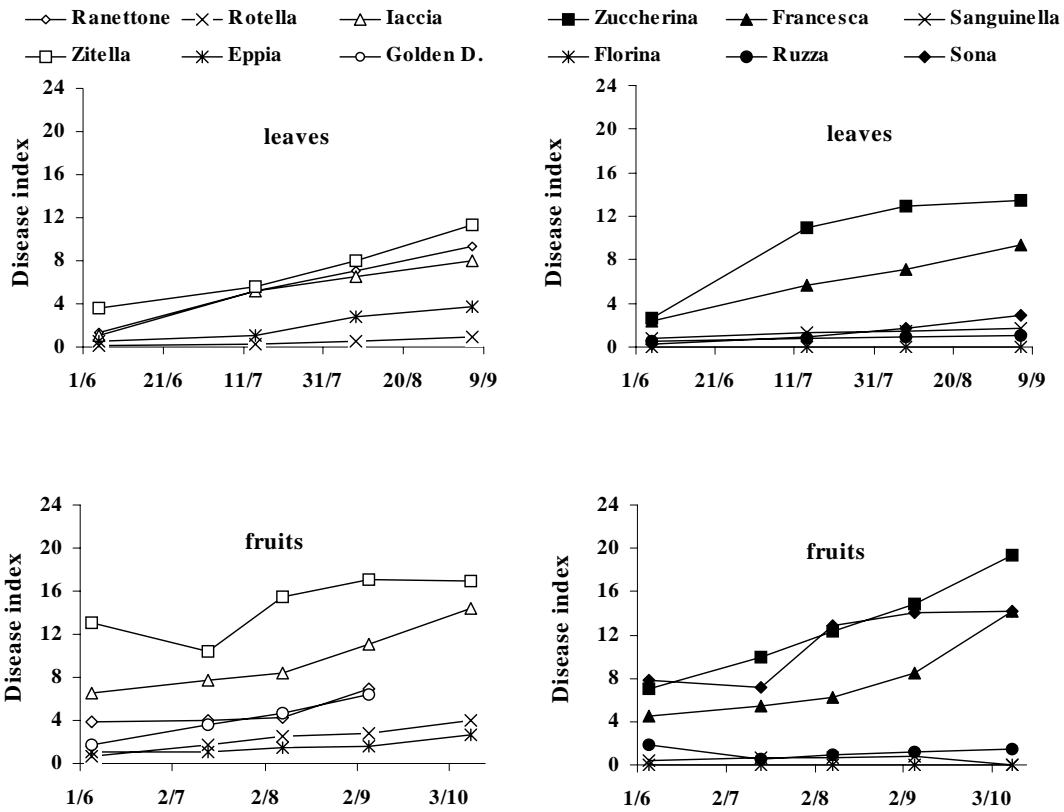 Ranettone Rotella Iaccia Zuccherina Francesca Sanguinella
Zitella Eppia Golden D. Florina Ruzza Sona
Disease index
24
20
16
12
8
4
0
leaves
1/6 21/6 11/7 31/7 20/8 9/9
Disease index
24
20
16
12
8
4
0
leaves
1/6 21/6 11/7 31/7 20/8 9/9
Disease index
24
20
16
12
8
4
0
fruits
1/6 2/7 2/8 2/9 3/10
Disease index
24
20
16
12
8
4
0
fruits
1/6 2/7 2/8 2/9 3/10